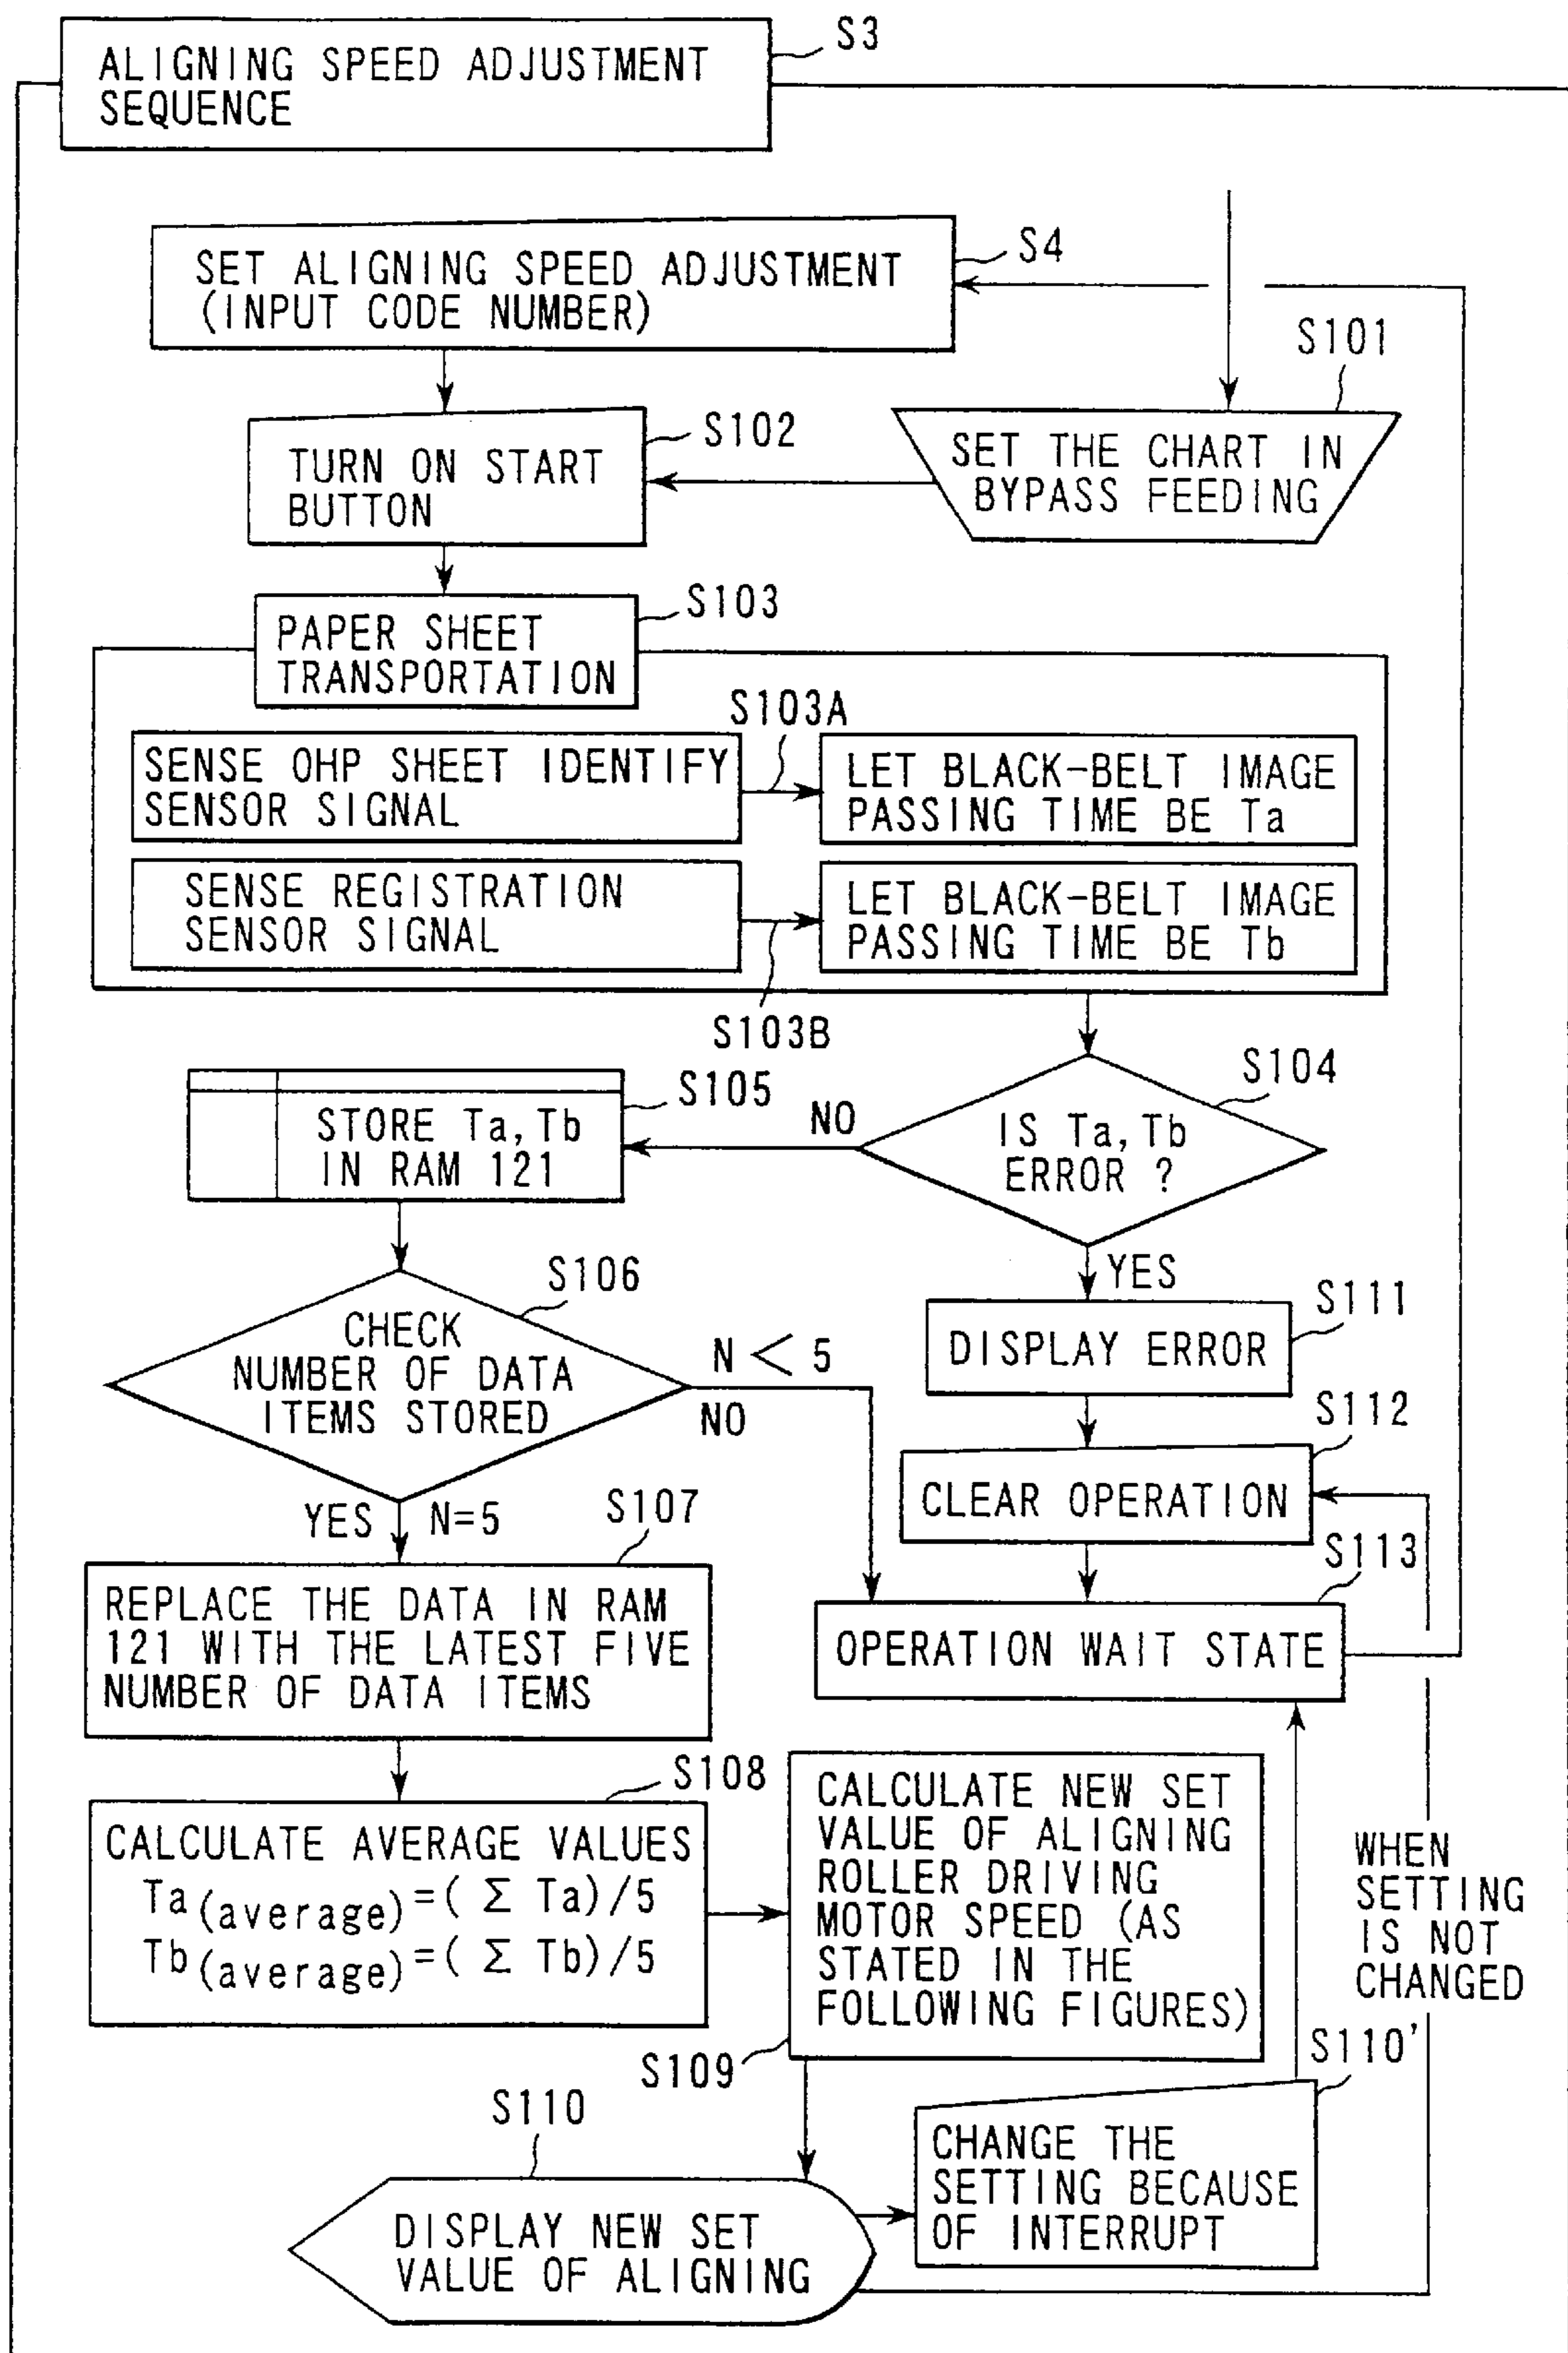 ALIGNING SPEED ADJUSTMENT
SEQUENCE
S3
SET ALIGNING SPEED ADJUSTMENT
(INPUT CODE NUMBER)
S4
S101
SET THE CHART IN
BYPASS FEEDING
S102
TURN ON START
BUTTON
S103
PAPER SHEET
TRANSPORTATION
S103A
SENSE OHP SHEET IDENTIFY
SENSOR SIGNAL
LET BLACK-BELT IMAGE
PASSING TIME BE Ta
SENSE REGISTRATION
SENSOR SIGNAL
LET BLACK-BELT IMAGE
PASSING TIME BE Tb
S103B
S104
IS Ta, Tb
ERROR ?
NO
YES
S105
STORE Ta, Tb
IN RAM 121
S106
CHECK
NUMBER OF DATA
ITEMS STORED
N < 5
NO
YES
N=5
S111
DISPLAY ERROR
S112
CLEAR OPERATION
S113
OPERATION WAIT STATE
S107
REPLACE THE DATA IN RAM
121 WITH THE LATEST FIVE
NUMBER OF DATA ITEMS
S108
CALCULATE AVERAGE VALUES
Ta (average) = ( Σ Ta)/5
Tb (average) = ( Σ Tb)/5
CALCULATE NEW SET
VALUE OF ALIGNING
ROLLER DRIVING
MOTOR SPEED (AS
STATED IN THE
FOLLOWING FIGURES)
S109
WHEN
SETTING
IS NOT
CHANGED
S110'
CHANGE THE
SETTING BECAUSE
OF INTERRUPT
S110
DISPLAY NEW SET
VALUE OF ALIGNING